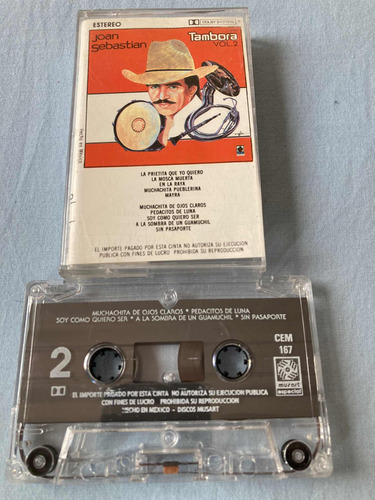 ESTEREO
DOLBY SYSTEM
joan
sebastian
Tambora
VOL.2
LA PRIETITA QUE YO QUIERO
LA MOSCA MUERTA
EN LA RAYA
MUCHACHITA PUEBLERINA
MAYRA
MUCHACHITA DE OJOS CLAROS
PEDACITOS DE LUNA
SOY COMO QUIERO SER
A LA SOMBRA DE UN GUAMUCHIL
SIN PASAPORTE
EL IMPORTE PAGADO POR ESTA CINTA NO AUTORIZA SU EJECUCION
PUBLICA CON FINES DE LUCRO PROHIBIDA SU REPRODUCCION
Hecho en México
MUCHACHITA DE OJOS CLAROS * PEDACITOS DE LUNA
SOY COMO QUIERO SER * A LA SOMBRA DE UN GUAMUCHIL * SIN PASAPORTE
2
CEM
167
musart
especial
EL IMPORTE PAGADO POR ESTA CINTA NO AUTORIZA SU EJECUCION PUBLICA
CON FINES DE LUCRO PROHIBIDA SU REPRODUCCION
HECHO EN MEXICO - DISCOS MUSART